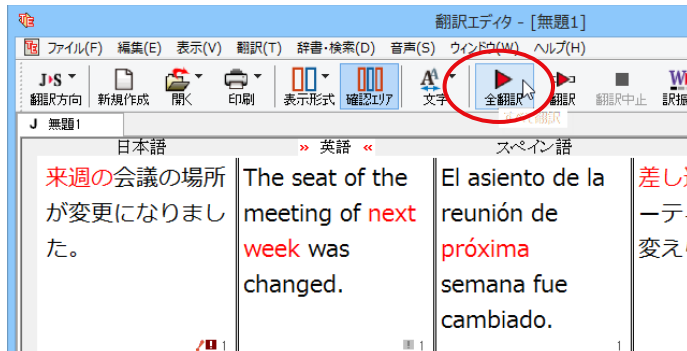 翻訳エディタ - [無題1]
ファイル(F) 編集(E) 表示(V) 翻訳(T) 辞書・検索(D) 音声(S) ウィンドウ(W) ヘルプ(H)
J›S
翻訳方向 新規作成 開く 印刷 表示形式 確認エリア 文字 全翻訳 翻訳 翻訳中止
J 無題1
日本語 » 英語 « スペイン語
来週の会議の場所
が変更になりまし
た。
1
The seat of the
meeting of next
week was
changed.
1
El asiento de la
reunión de
próxima
semana fue
cambiado.
1
差し
ーテ
変え